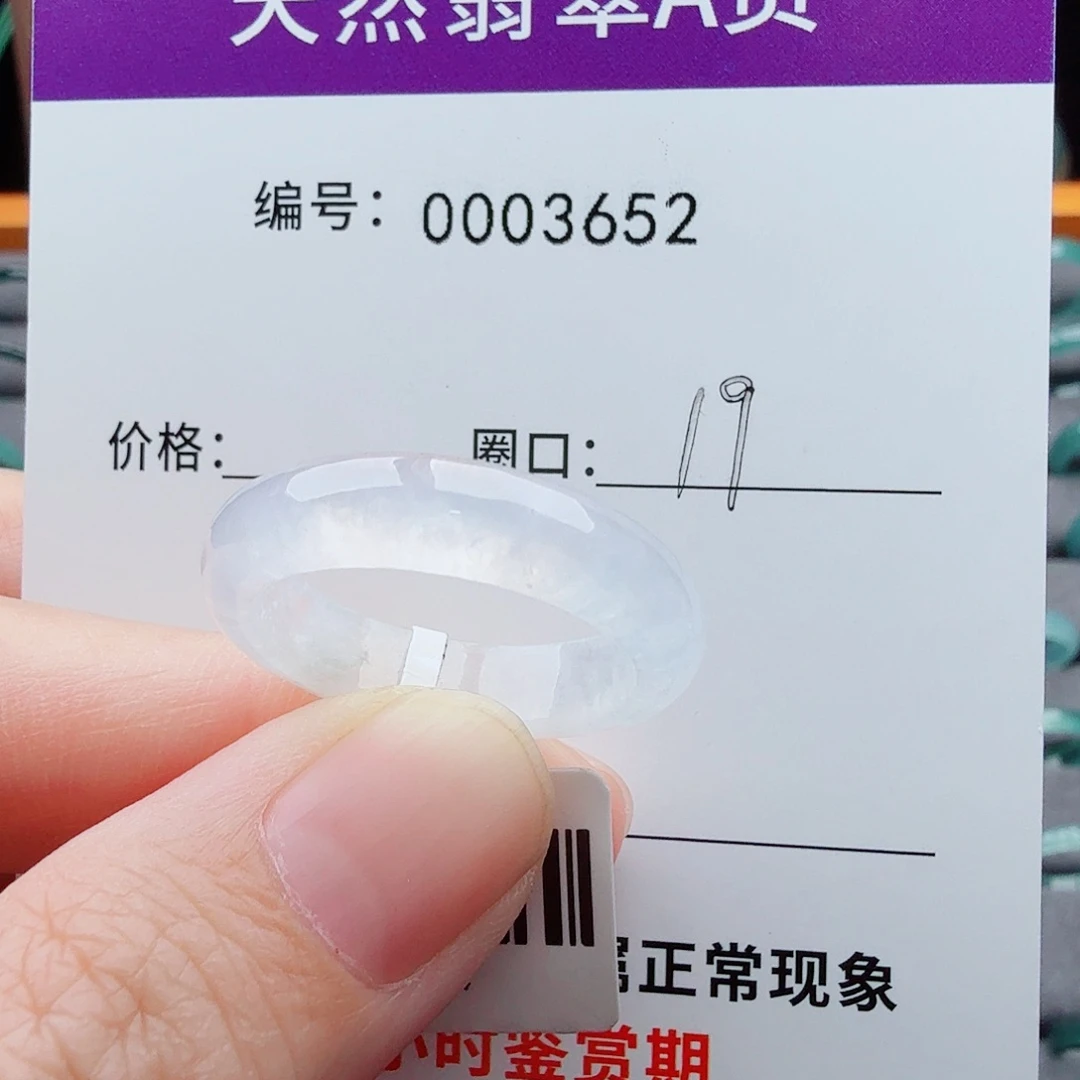 天然翡翠A货
编号：0003652
价格： 圈口：19
属正常现象
小时鉴赏期